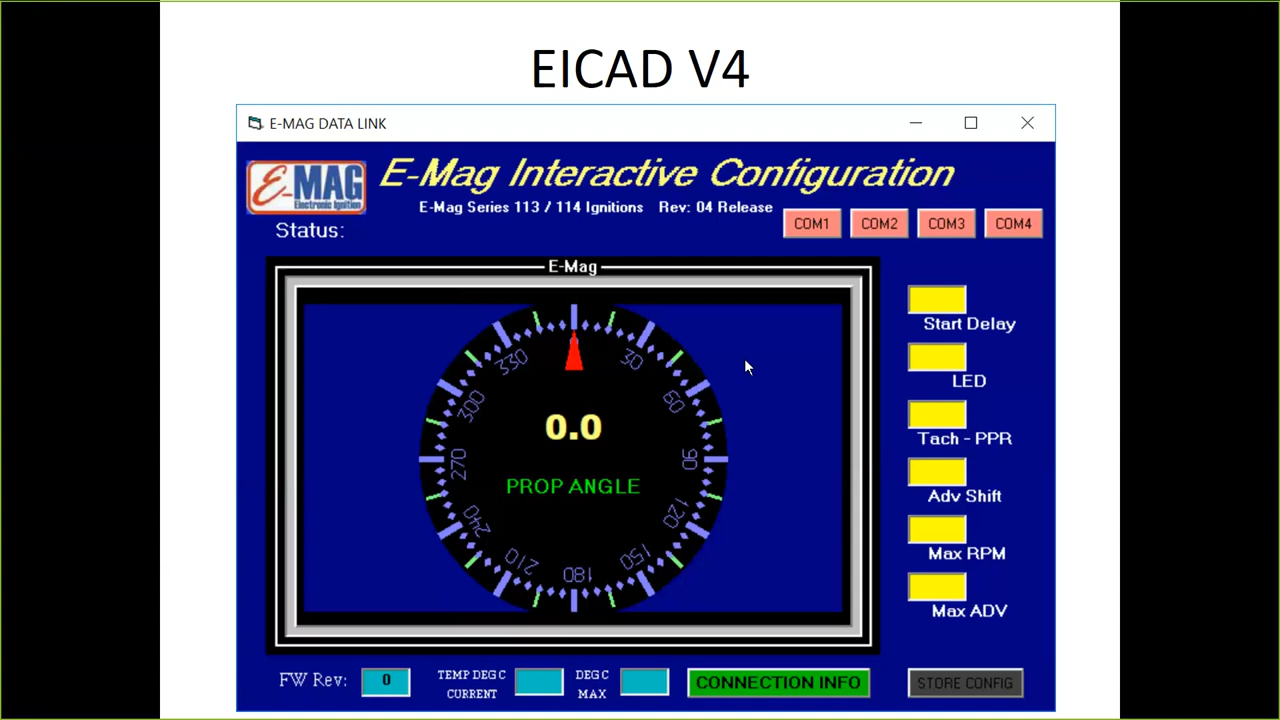 EICAD V4
E-MAG DATA LINK
E-MAG
Electronic Ignition
E-Mag Interactive Configuration
E-Mag Series 113 / 114 Ignitions Rev: 04 Release
COM1 COM2 COM3 COM4
Status:
E-Mag
330 30
300 60
270 90
240 120
210 150
180
0.0
PROP ANGLE
Start Delay
LED
Tach - PPR
Adv Shift
Max RPM
Max ADV
FW Rev: 0
TEMP DEG C
CURRENT
DEG C
MAX
CONNECTION INFO
STORE CONFIG